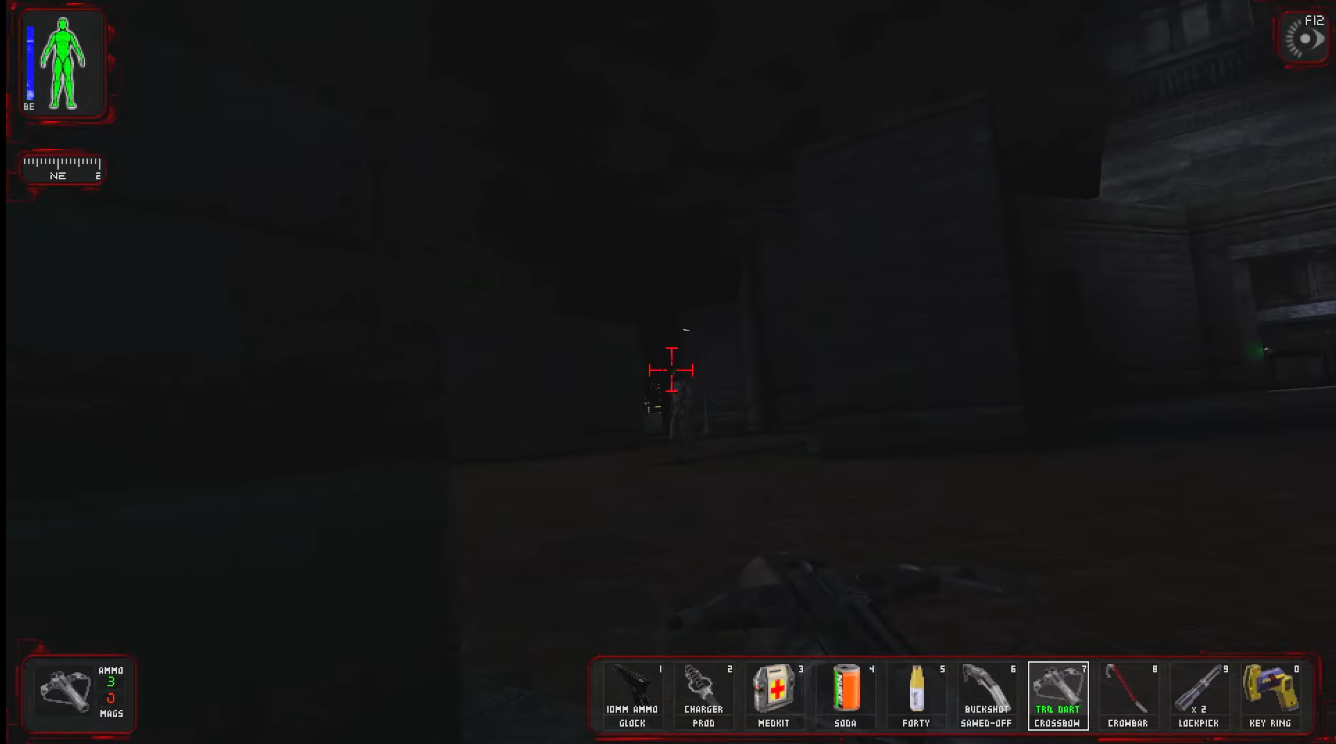 F12
BE
NE
AMMO
3
0
MAGS
1
10MM AMMO
GLOCK
2
CHARGER
PROD
3
MEDKIT
4
SODA
5
FORTY
6
BUCKSHOT
SAWED-OFF
7
TRQ DART
CROSSBOW
8
CROWBAR
9
X 2
LOCKPICK
0
KEY RING